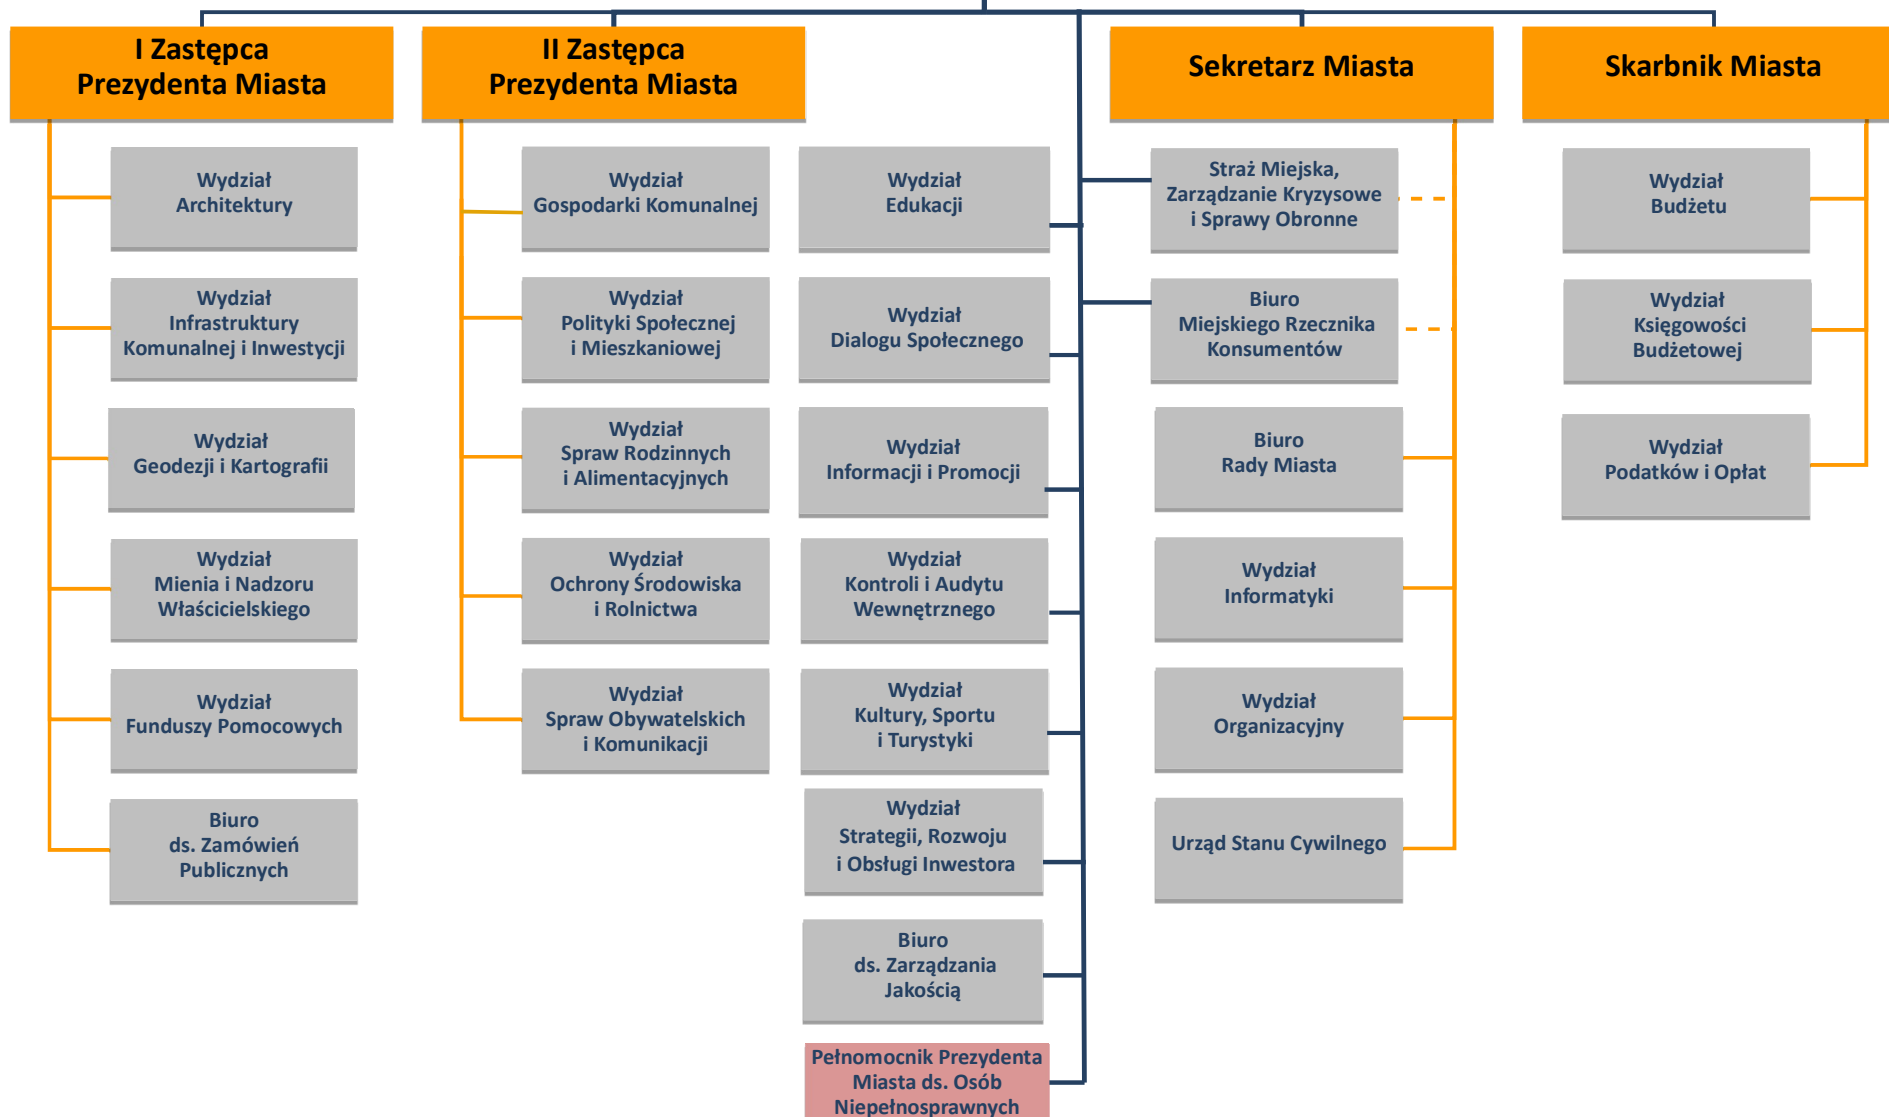 I Zastępca
Prezydenta Miasta
II Zastępca
Prezydenta Miasta
Sekretarz Miasta
Skarbnik Miasta
Wydział
Architektury
Wydział
Infrastruktury
Komunalnej i Inwestycji
Wydział
Geodezji i Kartografii
Wydział
Mienia i Nadzoru
Właścicielskiego
Wydział
Funduszy Pomocowych
Biuro
ds. Zamówień
Publicznych
Wydział
Gospodarki Komunalnej
Wydział
Polityki Społecznej
i Mieszkaniowej
Wydział
Spraw Rodzinnych
i Alimentacyjnych
Wydział
Ochrony Środowiska
i Rolnictwa
Wydział
Spraw Obywatelskich
i Komunikacji
Wydział
Edukacji
Wydział
Dialogu Społecznego
Wydział
Informacji i Promocji
Wydział
Kontroli i Audytu
Wewnętrznego
Wydział
Kultury, Sportu
i Turystyki
Wydział
Strategii, Rozwoju
i Obsługi Inwestora
Biuro
ds. Zarządzania
Jakością
Pełnomocnik Prezydenta
Miasta ds. Osób
Niepełnosprawnych
Straż Miejska,
Zarządzanie Kryzysowe
i Sprawy Obronne
Biuro
Miejskiego Rzecznika
Konsumentów
Biuro
Rady Miasta
Wydział
Informatyki
Wydział
Organizacyjny
Urząd Stanu Cywilnego
Wydział
Budżetu
Wydział
Księgowości
Budżetowej
Wydział
Podatków i Opłat